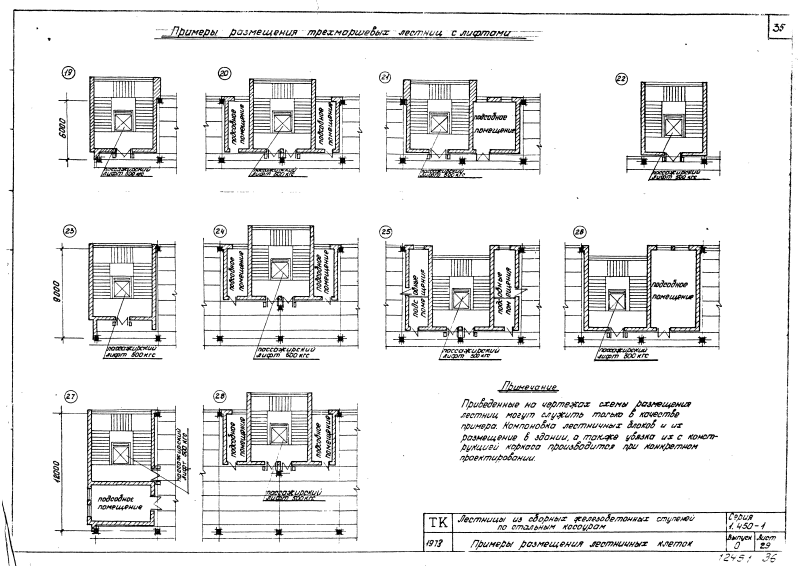 35
Примеры размещения трехмаршевых лестниц с лифтами
19
20
21
22
6000
подсобное
помещение
подсобное
помещение
подсобное
помещение
пассажирский
лифт 500 кгс
пассажирский
лифт 500 кгс
пассажирский
лифт 500 кгс
пассажирский
лифт 500 кгс
23
24
25
26
9000
подсобное
помещение
подсобное
помещение
подсобное
помещение
подсобные
помещения
подсобное
помещение
пассажирский
лифт 500 кгс
пассажирский
лифт 500 кгс
пассажирский
лифт 500 кгс
пассажирский
лифт 500 кгс
27
28
12000
пассажирский
лифт 500 кгс
подсобное
помещение
подсобное
помещение
подсобное
помещение
пассажирский
лифт 500 кгс
Примечание
Приведенные на чертежах схемы размещения
лестниц могут служить только в качестве
примера. Компоновка лестничных блоков и их
размещение в здании, а также увязка их с конст-
рукцией каркаса производится при конкретном
проектировании.
ТК
Лестницы из сборных железобетонных ступеней
по стальным косоурам
Серия
1.450-1
1973
Примеры размещения лестничных клеток
Выпуск
0
Лист
29
12451 36